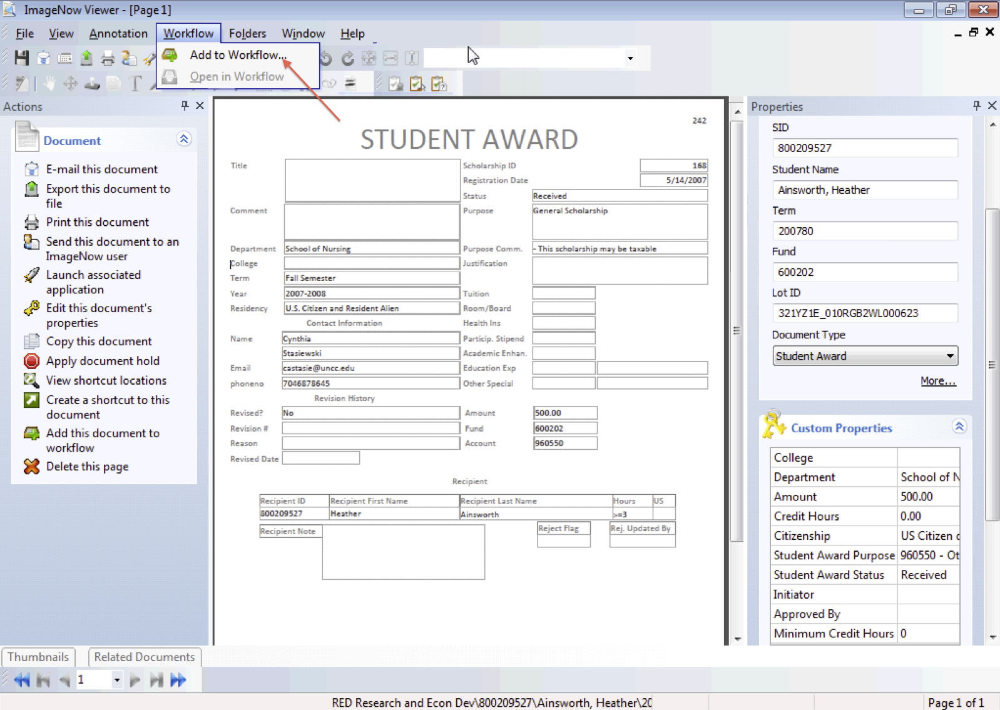 ImageNow Viewer - [Page 1]
File View Annotation Workflow Folders Window Help
Add to Workflow...
Open in Workflow
Actions
Document
E-mail this document
Export this document to
file
Print this document
Send this document to an
ImageNow user
Launch associated
application
Edit this document's
properties
Copy this document
Apply document hold
View shortcut locations
Create a shortcut to this
document
Add this document to
workflow
Delete this page
242
STUDENT AWARD
Title Scholarship ID 168
Registration Date 5/14/2007
Status Received
Comment Purpose General Scholarship
Department School of Nursing Purpose Comm. - This scholarship may be taxable
College Justification
Term Fall Semester
Year 2007-2008 Tuition
Residency U.S. Citizen and Resident Alien Room/Board
Contact Information Health Ins
Name Cynthia Particip. Stipend
Stasiewski Academic Enhan.
Email castasie@uncc.edu Education Exp
phoneno 7046878645 Other Special
Revision History
Revised? No Amount 500.00
Revision # Fund 600202
Reason Account 960550
Revised Date
Recipient
Recipient ID Recipient First Name Recipient Last Name Hours US
800209527 Heather Ainsworth >=3
Recipient Note Reject Flag Rej. Updated By
Properties
SID
800209527
Student Name
Ainsworth, Heather
Term
200780
Fund
600202
Lot ID
321YZ1E_010RGB2WL000623
Document Type
Student Award
More...
Custom Properties
College
Department School of N
Amount 500.00
Credit Hours 0.00
Citizenship US Citizen
Student Award Purpose 960550 - Ot
Student Award Status Received
Initiator
Approved By
Minimum Credit Hours 0
Thumbnails Related Documents
1
RED Research and Econ Dev\800209527\Ainsworth, Heather\20
Page 1 of 1